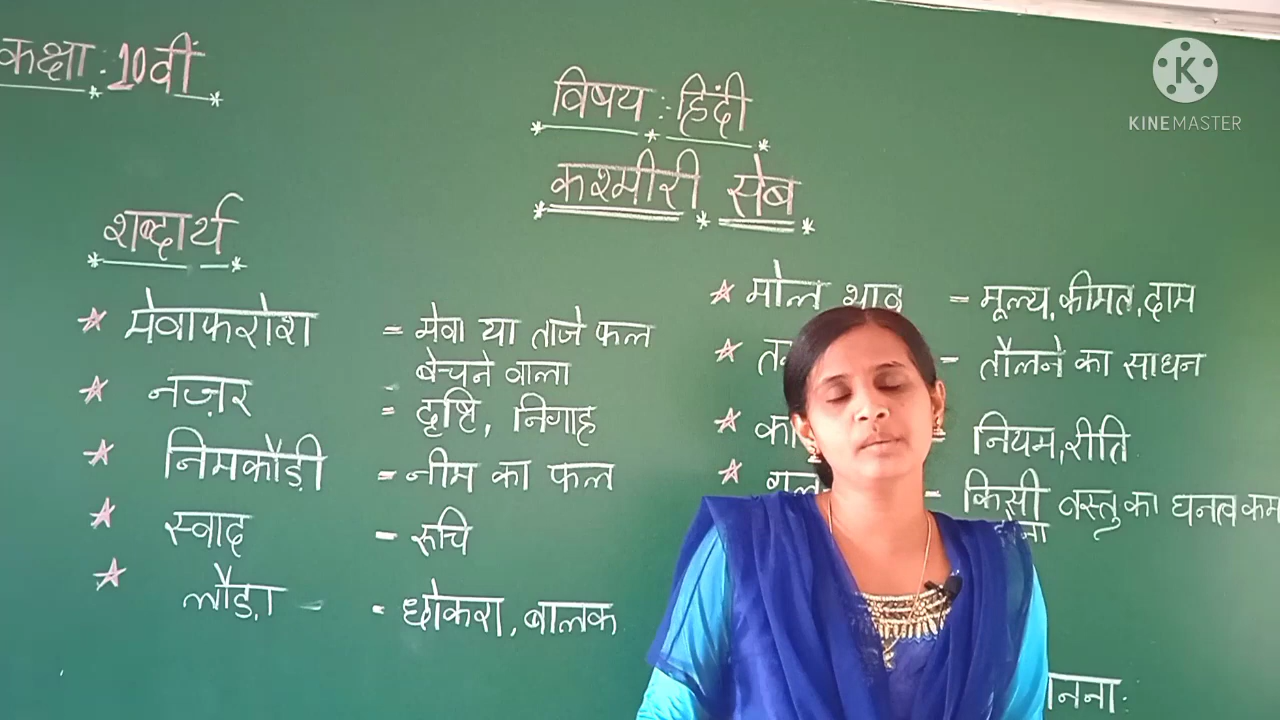 कक्षा : 10वीं
विषय : हिंदी
कश्मीरी सेब
शब्दार्थ
मेवाफरोश = मेवा या ताजे फल
बेचने वाला
नज़र = दृष्टि, निगाह
निमकौड़ी = नीम का फल
स्वाद - रूचि
लौड़ा - छोकरा, बालक
मोल भाव - मूल्य, कीमत, दाम
- तौलने का साधन
नियम, रीति
- किसी वस्तु का घनत्व कम
K
KINEMASTER